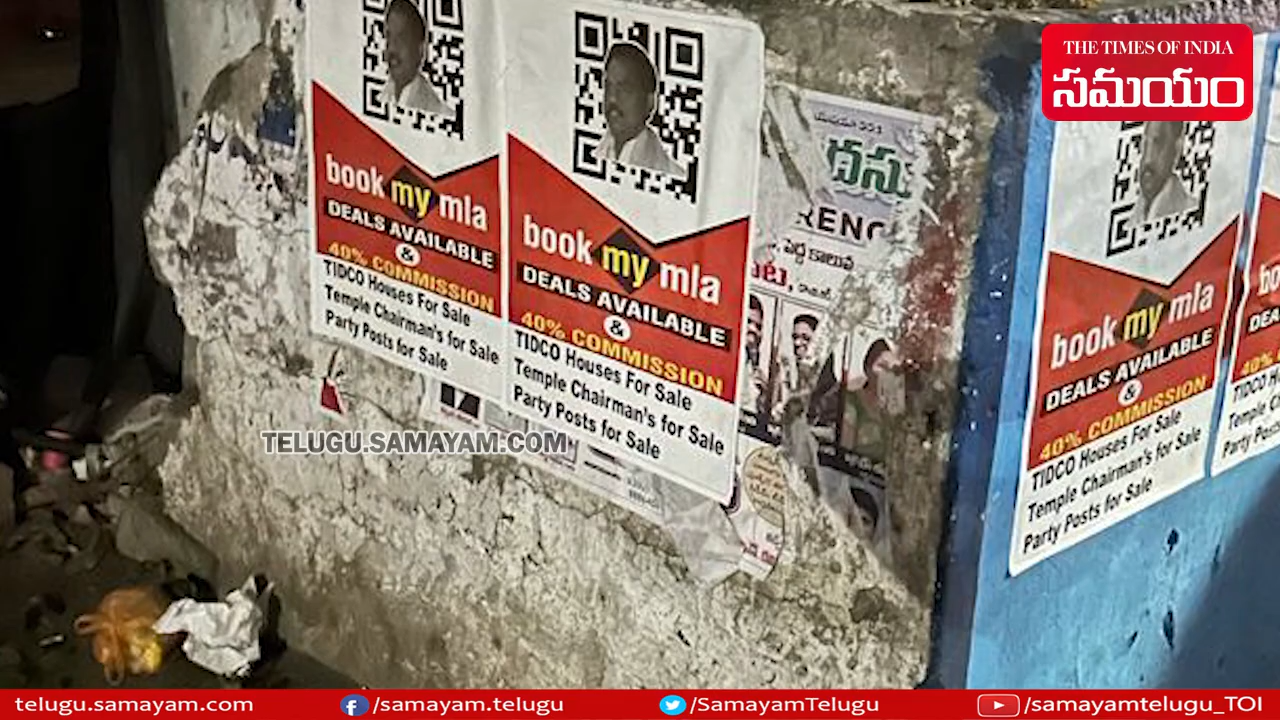 THE TIMES OF INDIA
సమయం
book my mla
DEALS AVAILABLE
&
40% COMMISSION
TIDCO Houses For Sale
Temple Chairman's for Sale
Party Posts for Sale
book my mla
DEALS AVAILABLE
&
40% COMMISSION
TIDCO Houses For Sale
Temple Chairman's for Sale
Party Posts for Sale
పెద్ద కాలువ
book my mla
DEALS AVAILABLE
&
40% COMMISSION
TIDCO Houses For Sale
Temple Chairman's for Sale
Party Posts for Sale
TELUGU.SAMAYAM.COM
telugu.samayam.com
/samayam.telugu
/SamayamTelugu
/samayamtelugu_TOI